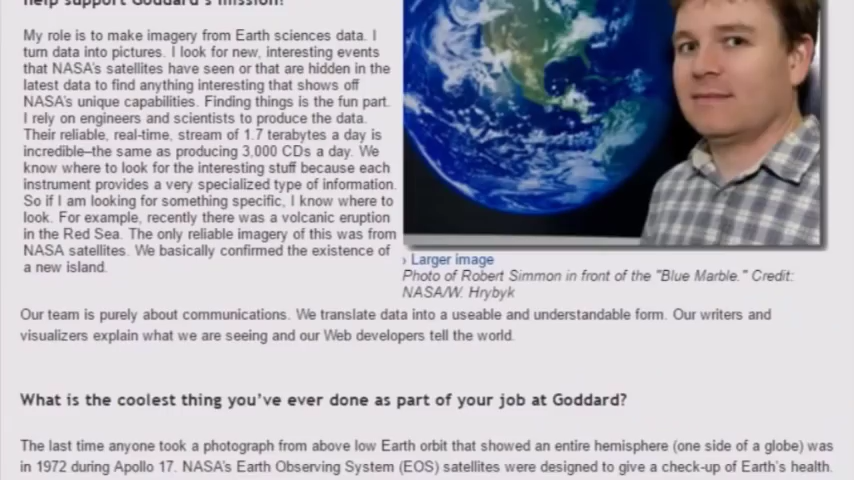 help support Goddard's mission?
My role is to make imagery from Earth sciences data. I
turn data into pictures. I look for new, interesting events
that NASA's satellites have seen or that are hidden in the
latest data to find anything interesting that shows off
NASA's unique capabilities. Finding things is the fun part.
I rely on engineers and scientists to produce the data.
Their reliable, real-time, stream of 1.7 terabytes a day is
incredible–the same as producing 3,000 CDs a day. We
know where to look for the interesting stuff because each
instrument provides a very specialized type of information.
So if I am looking for something specific, I know where to
look. For example, recently there was a volcanic eruption
in the Red Sea. The only reliable imagery of this was from
NASA satellites. We basically confirmed the existence of
a new island.
› Larger image
Photo of Robert Simmon in front of the "Blue Marble." Credit:
NASA/W. Hrybyk
Our team is purely about communications. We translate data into a useable and understandable form. Our writers and
visualizers explain what we are seeing and our Web developers tell the world.
What is the coolest thing you've ever done as part of your job at Goddard?
The last time anyone took a photograph from above low Earth orbit that showed an entire hemisphere (one side of a globe) was
in 1972 during Apollo 17. NASA's Earth Observing System (EOS) satellites were designed to give a check-up of Earth's health.